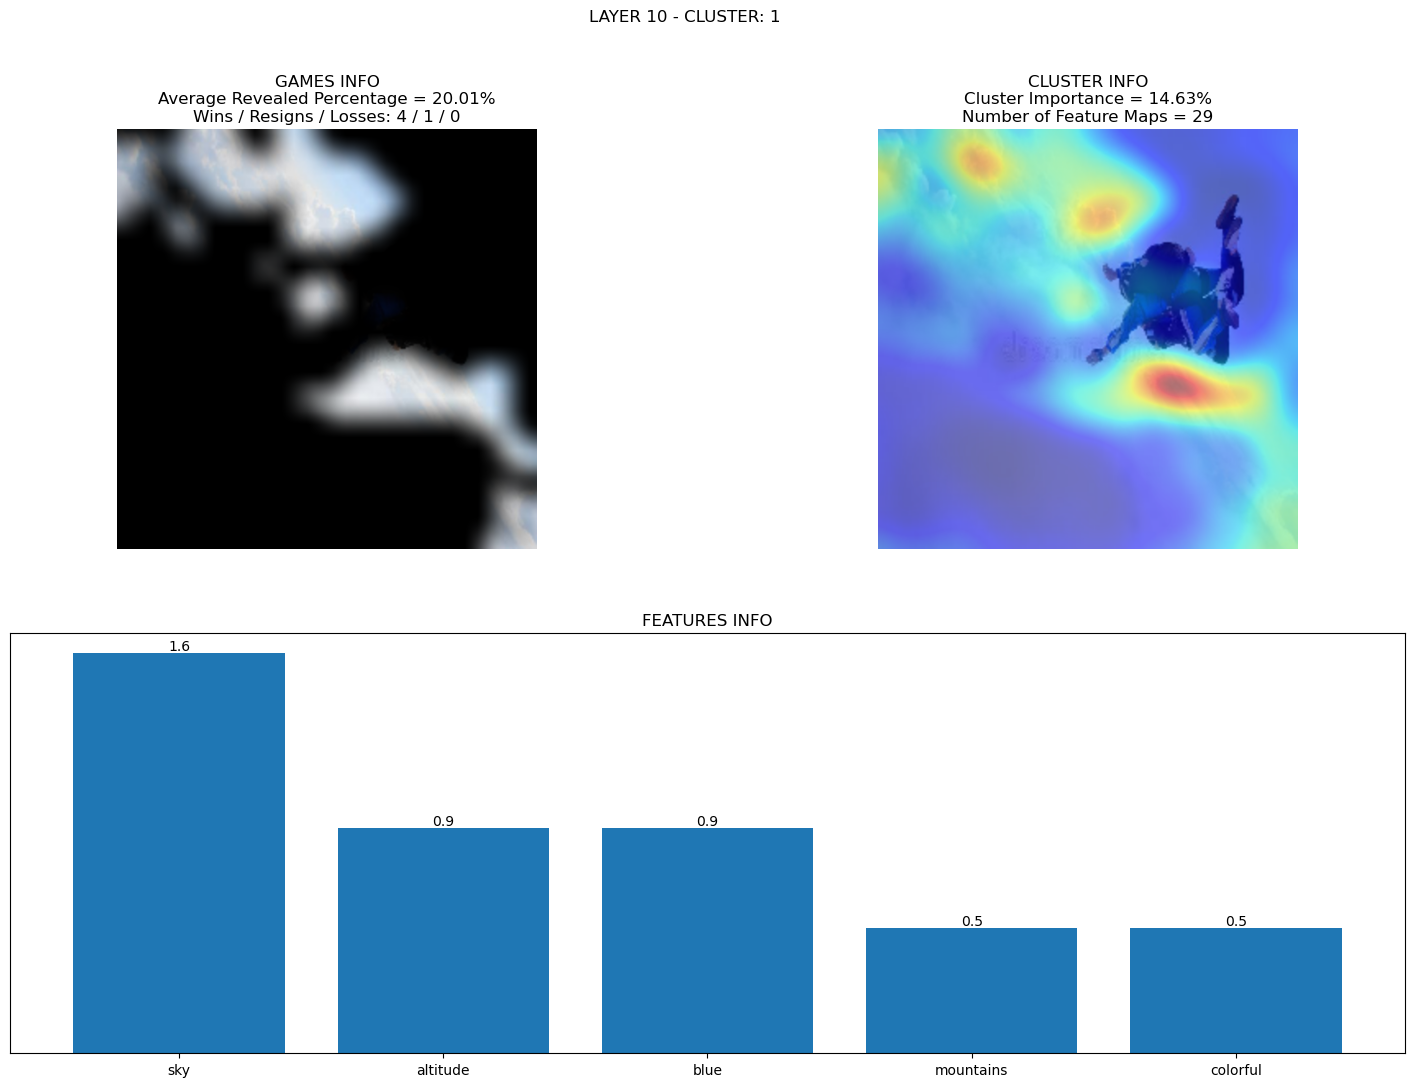 LAYER 10 - CLUSTER: 1
GAMES INFO
Average Revealed Percentage = 20.01%
Wins / Resigns / Losses: 4 / 1 / 0
CLUSTER INFO
Cluster Importance = 14.63%
Number of Feature Maps = 29
FEATURES INFO
1.6
0.9
0.9
0.5
0.5
sky
altitude
blue
mountains
colorful